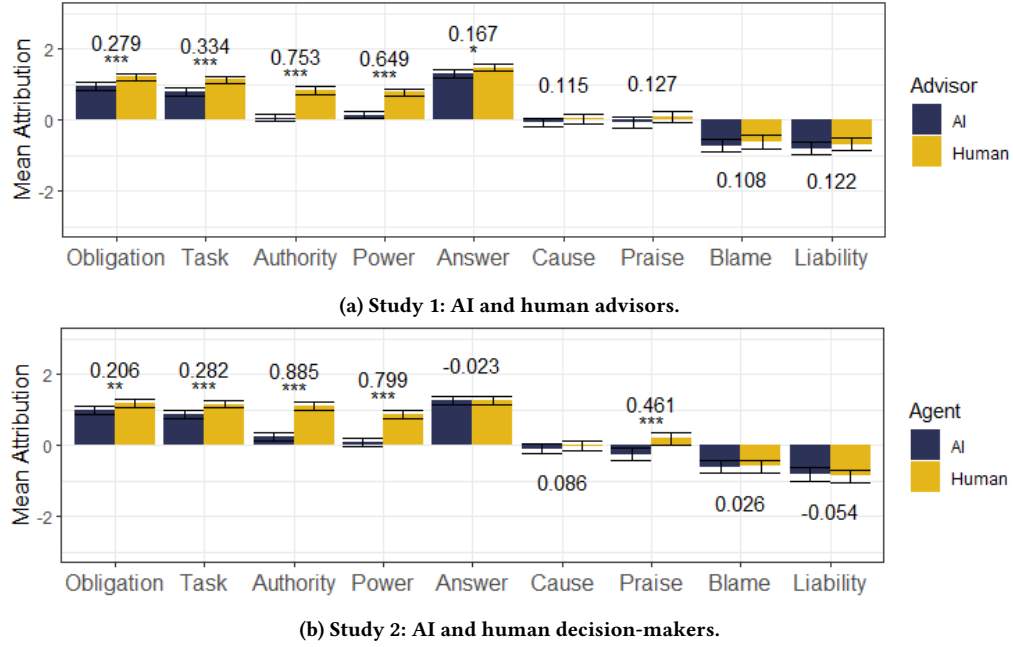 0.279 0.334 0.753 0.649 0.167 0.115 0.127
*** *** *** *** *
0.108 0.122
2
0
-2
Mean Attribution
Obligation Task Authority Power Answer Cause Praise Blame Liability
Advisor
AI
Human
(a) Study 1: AI and human advisors.
0.206 0.282 0.885 0.799 -0.023 0.461
** *** *** *** ***
0.086 0.026 -0.054
2
0
-2
Mean Attribution
Obligation Task Authority Power Answer Cause Praise Blame Liability
Agent
AI
Human
(b) Study 2: AI and human decision-makers.